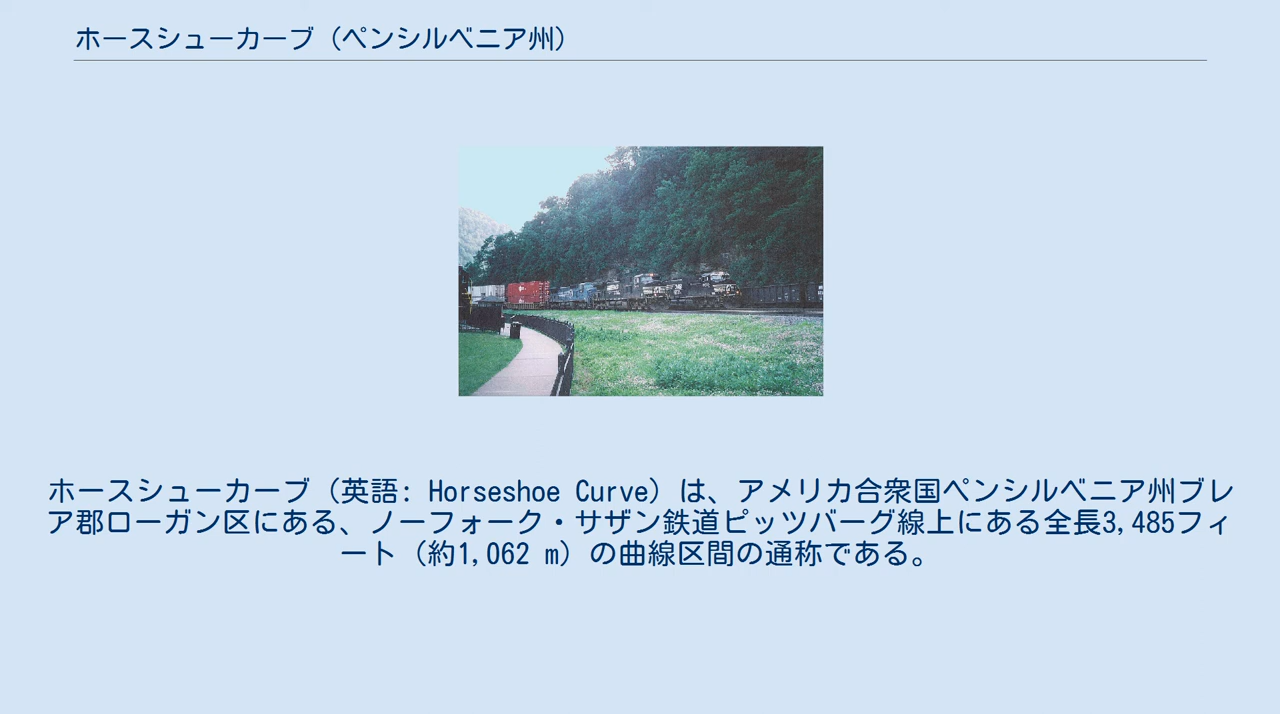 ホースシューカーブ（ペンシルベニア州）
ホースシューカーブ（英語: Horseshoe Curve）は、アメリカ合衆国ペンシルベニア州ブレ
ア郡ローガン区にある、ノーフォーク・サザン鉄道ピッツバーグ線上にある全長3,485フィ
ート（約1,062 m）の曲線区間の通称である。